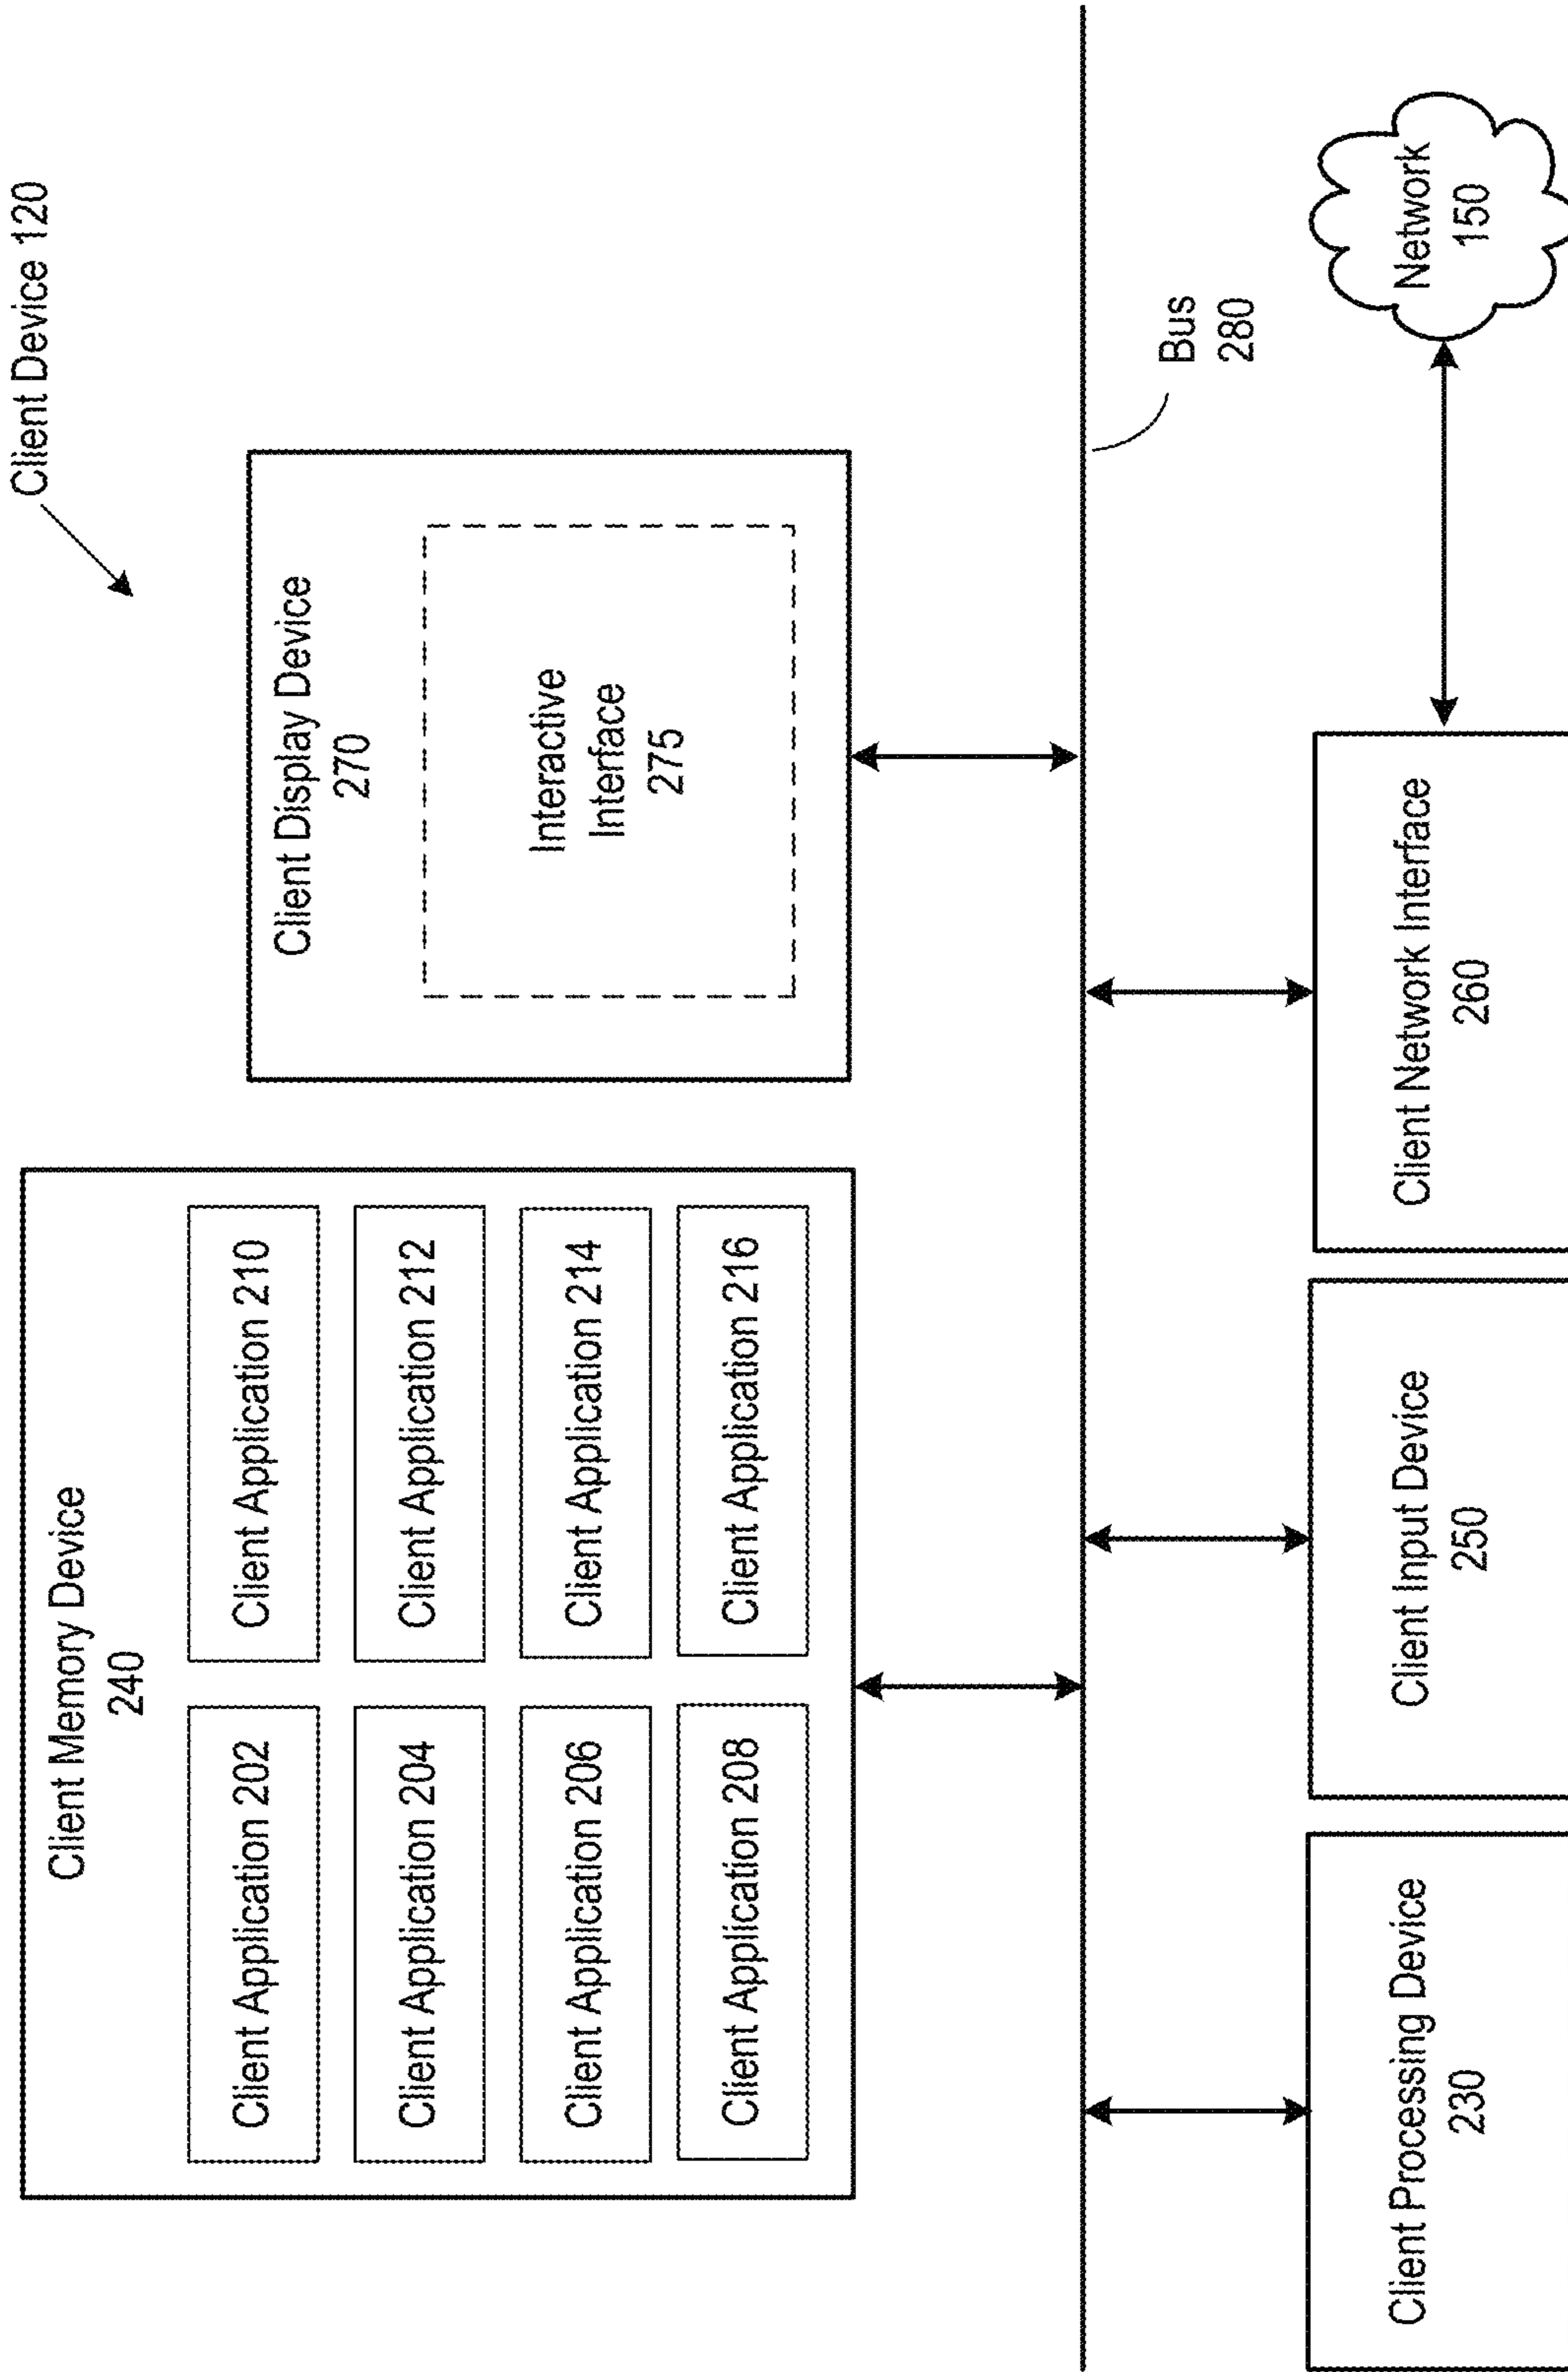 Client Device 120
Client Memory Device
240
Client Application 202
Client Application 210
Client Application 204
Client Application 212
Client Application 206
Client Application 214
Client Application 208
Client Application 216
Client Display Device
270
Interactive
Interface
275
Bus
280
Client Processing Device
230
Client Input Device
250
Client Network Interface
260
Network
150